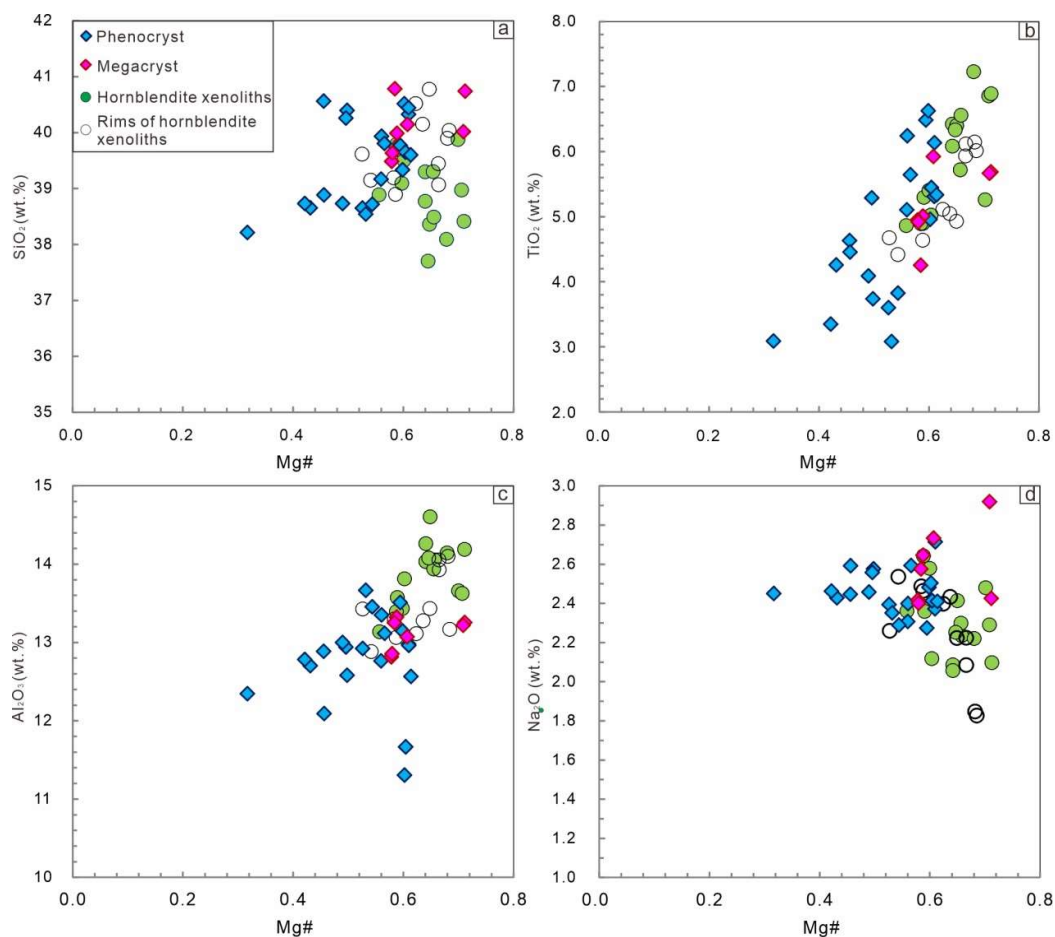 a
Phenocryst
Megacryst
Hornblendite xenoliths
Rims of hornblendite
xenoliths
42
41
40
39
38
37
36
35
SiO₂ (wt.%)
0.0 0.2 0.4 0.6 0.8
Mg#
b
8.0
7.0
6.0
5.0
4.0
3.0
2.0
TiO₂ (wt.%)
0.0 0.2 0.4 0.6 0.8
Mg#
c
15
14
13
12
11
10
Al₂O₃ (wt.%)
0.0 0.2 0.4 0.6 0.8
Mg#
d
3.0
2.8
2.6
2.4
2.2
2.0
1.8
1.6
1.4
1.2
1.0
Na₂O (wt.%)
0.0 0.2 0.4 0.6 0.8
Mg#